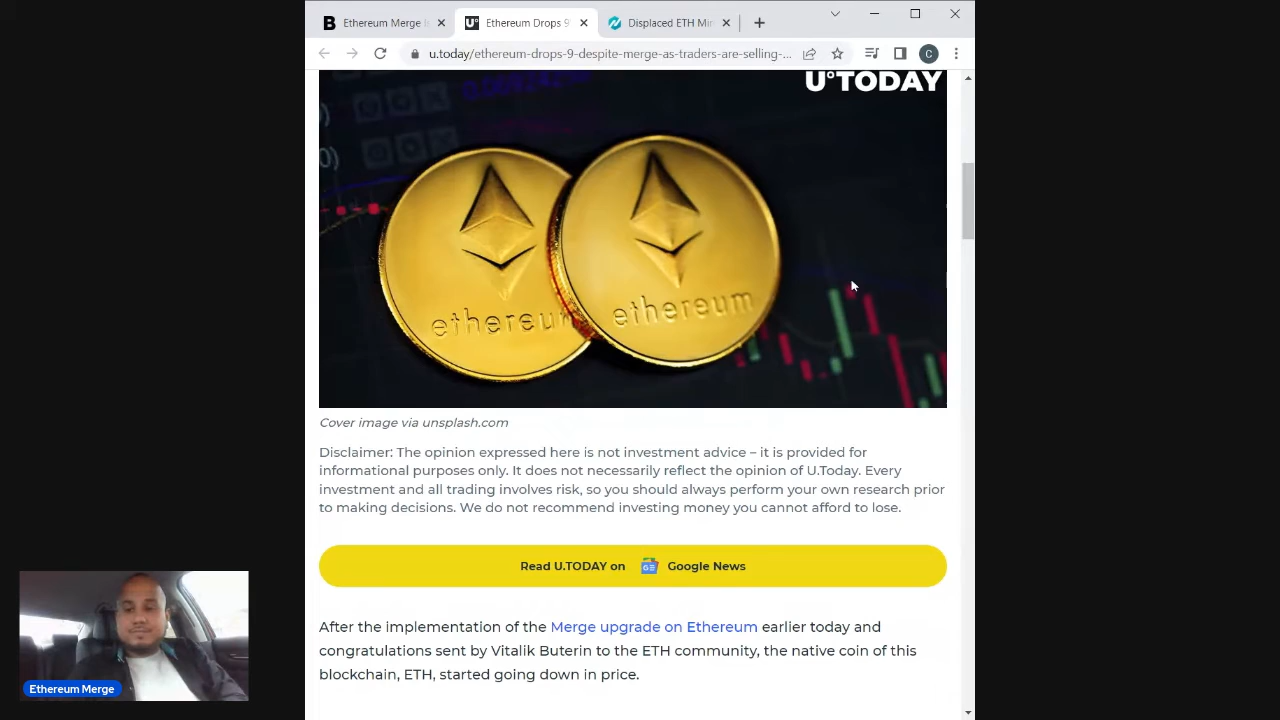 Ethereum Merge
Ethereum Drops 9
Displaced ETH Min
u.today/ethereum-drops-9-despite-merge-as-traders-are-selling-...
C
U°TODAY
0.0692
ethereum
ethereum
Cover image via unsplash.com
Disclaimer: The opinion expressed here is not investment advice – it is provided for
informational purposes only. It does not necessarily reflect the opinion of U.Today. Every
investment and all trading involves risk, so you should always perform your own research prior
to making decisions. We do not recommend investing money you cannot afford to lose.
Read U.TODAY on Google News
After the implementation of the Merge upgrade on Ethereum earlier today and
congratulations sent by Vitalik Buterin to the ETH community, the native coin of this
blockchain, ETH, started going down in price.
Ethereum Merge